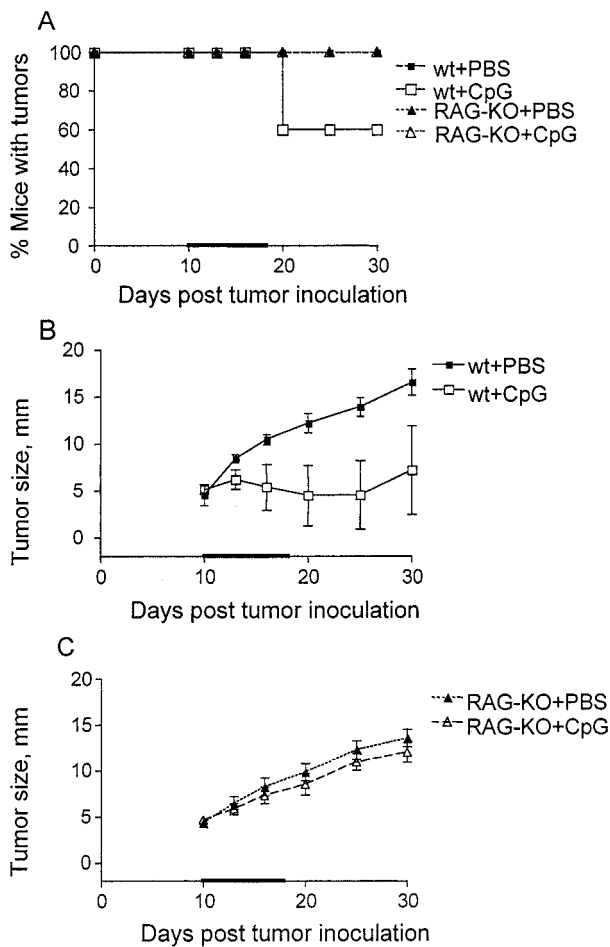 A
% Mice with tumors
100
80
60
40
20
0
0 10 20 30
Days post tumor inoculation
wt+PBS
wt+CpG
RAG-KO+PBS
RAG-KO+CpG
B
Tumor size, mm
20
15
10
5
0
0 10 20 30
Days post tumor inoculation
wt+PBS
wt+CpG
C
Tumor size, mm
20
15
10
5
0
0 10 20 30
Days post tumor inoculation
RAG-KO+PBS
RAG-KO+CpG